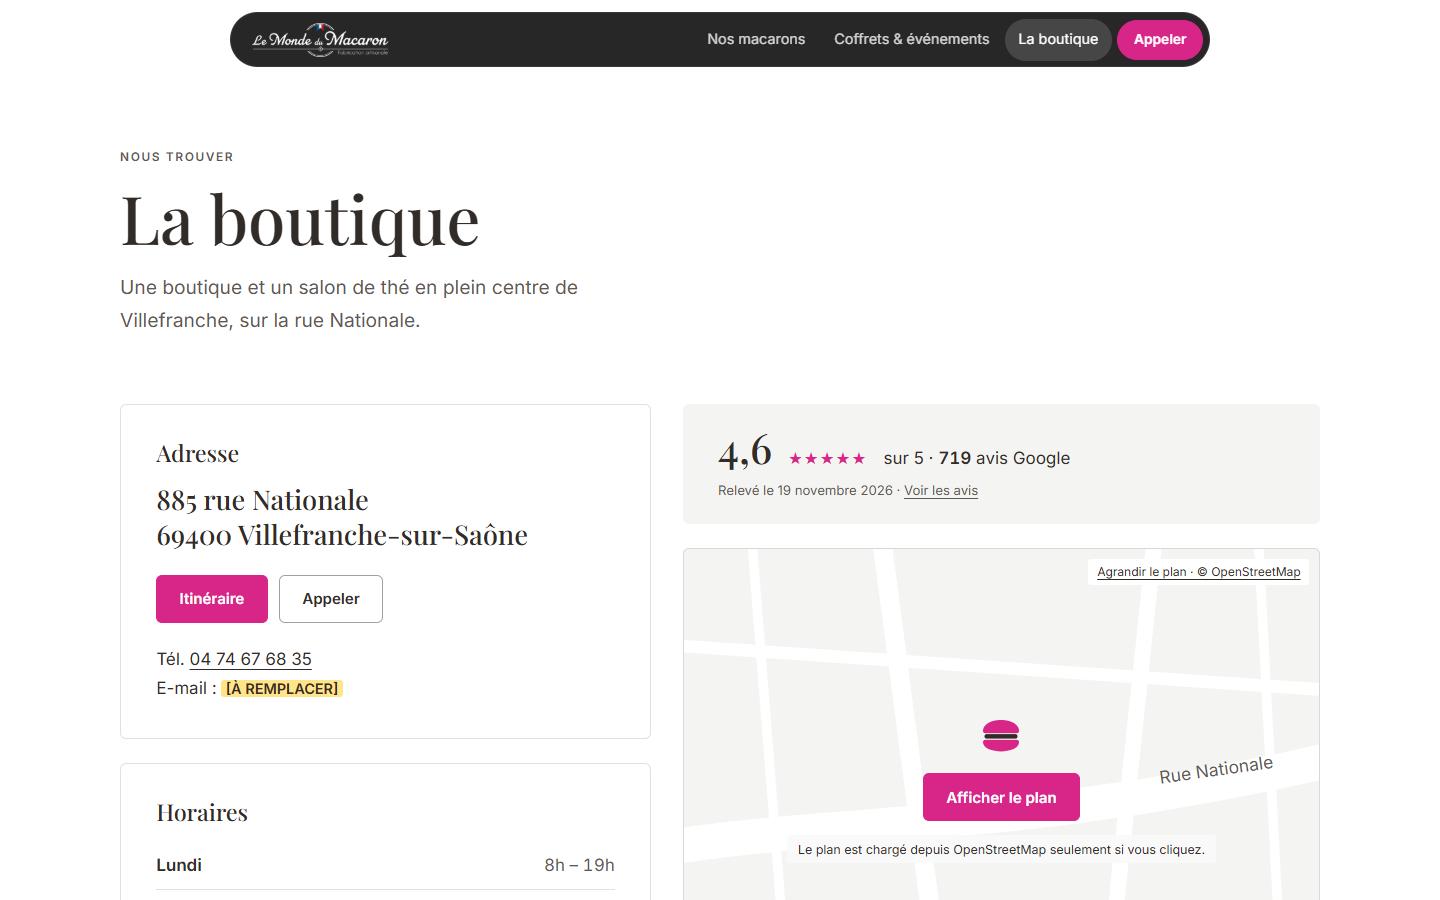 Le Monde du Macaron
Fabrication artisanale
Nos macarons
Coffrets & événements
La boutique
Appeler
NOUS TROUVER
La boutique
Une boutique et un salon de thé en plein centre de
Villefranche, sur la rue Nationale.
Adresse
885 rue Nationale
69400 Villefranche-sur-Saône
Itinéraire
Appeler
Tél. 04 74 67 68 35
E-mail : [À REMPLACER]
Horaires
Lundi 8h – 19h
4,6 ★★★★★ sur 5 · 719 avis Google
Relevé le 19 novembre 2026 · Voir les avis
Agrandir le plan · © OpenStreetMap
Rue Nationale
Afficher le plan
Le plan est chargé depuis OpenStreetMap seulement si vous cliquez.